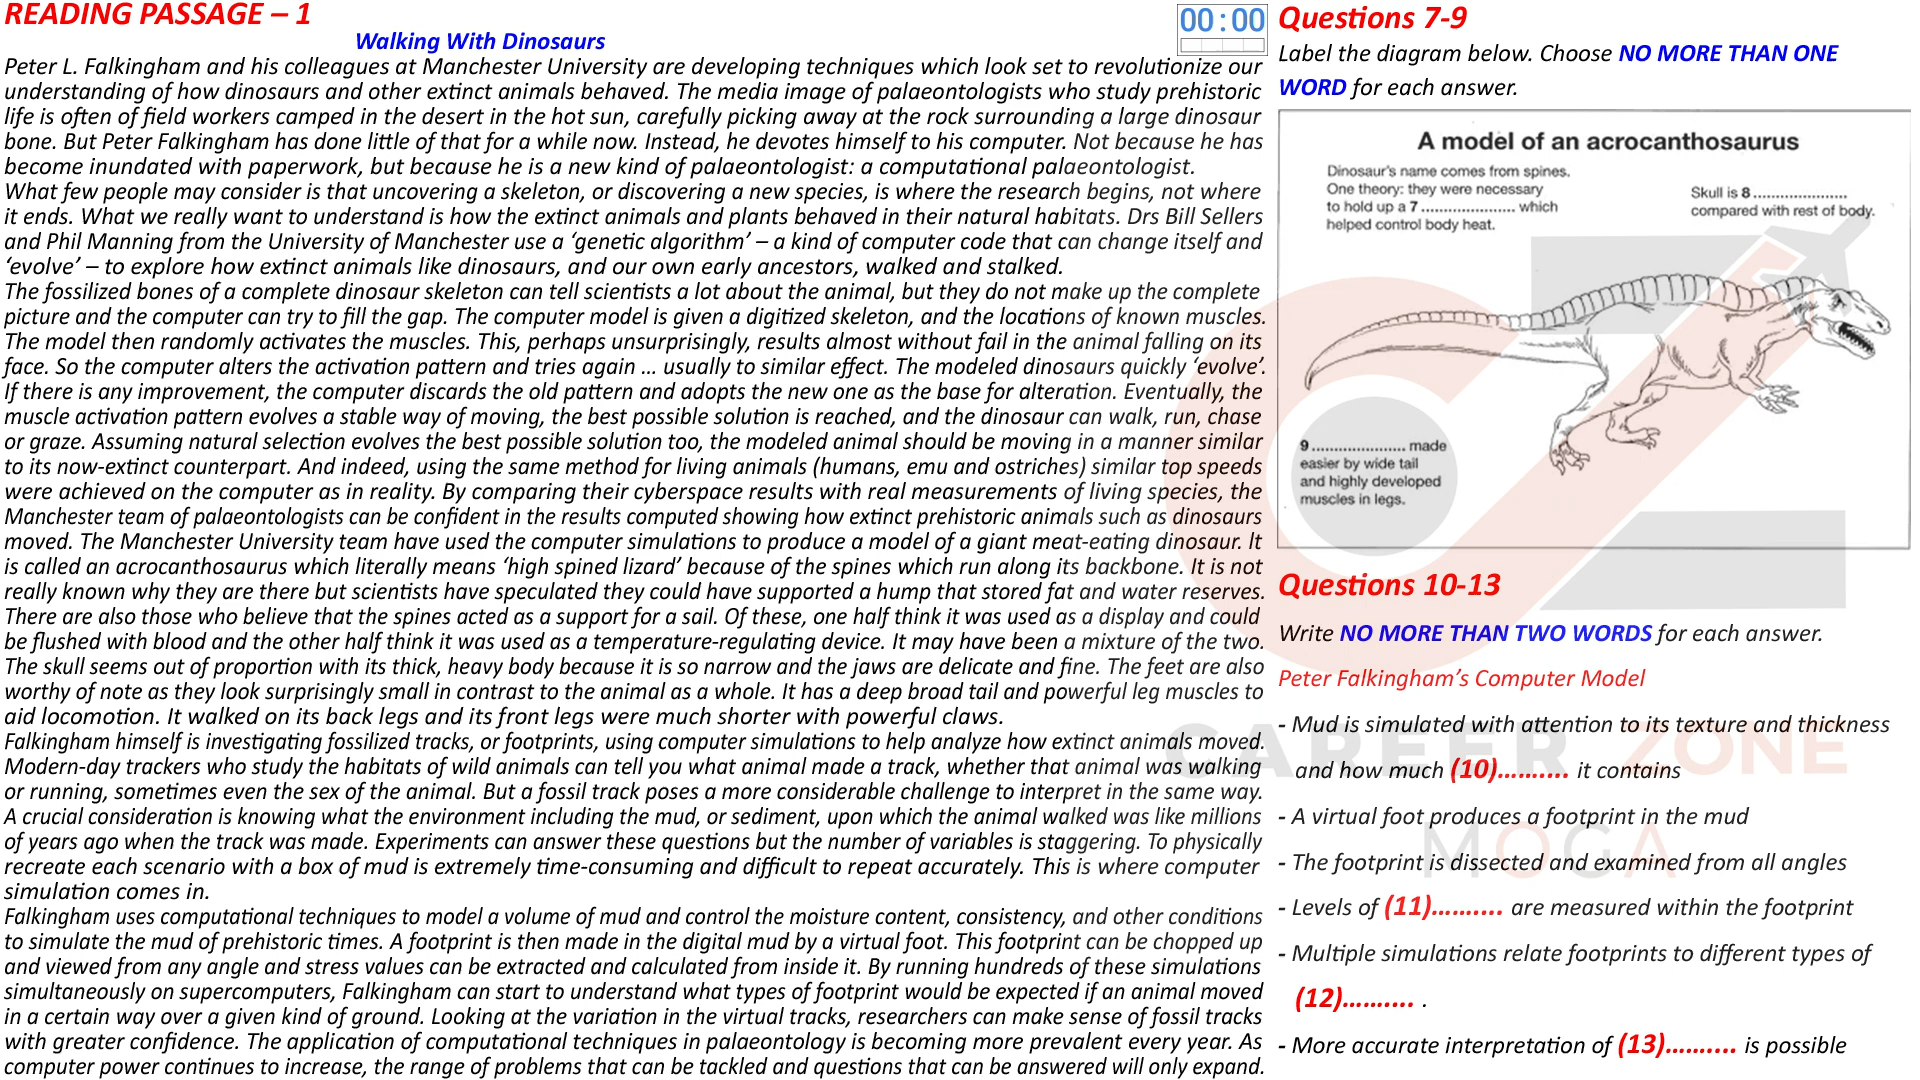 READING PASSAGE – 1
Walking With Dinosaurs
Peter L. Falkingham and his colleagues at Manchester University are developing techniques which look set to revolutionize our
understanding of how dinosaurs and other extinct animals behaved. The media image of palaeontologists who study prehistoric
life is often of field workers camped in the desert in the hot sun, carefully picking away at the rock surrounding a large dinosaur
bone. But Peter Falkingham has done little of that for a while now. Instead, he devotes himself to his computer. Not because he has
become inundated with paperwork, but because he is a new kind of palaeontologist: a computational palaeontologist.
What few people may consider is that uncovering a skeleton, or discovering a new species, is where the research begins, not where
it ends. What we really want to understand is how the extinct animals and plants behaved in their natural habitats. Drs Bill Sellers
and Phil Manning from the University of Manchester use a ‘genetic algorithm’ – a kind of computer code that can change itself and
‘evolve’ – to explore how extinct animals like dinosaurs, and our own early ancestors, walked and stalked.
The fossilized bones of a complete dinosaur skeleton can tell scientists a lot about the animal, but they do not make up the complete
picture and the computer can try to fill the gap. The computer model is given a digitized skeleton, and the locations of known muscles.
The model then randomly activates the muscles. This, perhaps unsurprisingly, results almost without fail in the animal falling on its
face. So the computer alters the activation pattern and tries again ... usually to similar effect. The modeled dinosaurs quickly ‘evolve’.
If there is any improvement, the computer discards the old pattern and adopts the new one as the base for alteration. Eventually, the
muscle activation pattern evolves a stable way of moving, the best possible solution is reached, and the dinosaur can walk, run, chase
or graze. Assuming natural selection evolves the best possible solution too, the modeled animal should be moving in a manner similar
to its now-extinct counterpart. And indeed, using the same method for living animals (humans, emu and ostriches) similar top speeds
were achieved on the computer as in reality. By comparing their cyberspace results with real measurements of living species, the
Manchester team of palaeontologists can be confident in the results computed showing how extinct prehistoric animals such as dinosaurs
moved. The Manchester University team have used the computer simulations to produce a model of a giant meat-eating dinosaur. It
is called an acrocanthosaurus which literally means ‘high spined lizard’ because of the spines which run along its backbone. It is not
really known why they are there but scientists have speculated they could have supported a hump that stored fat and water reserves.
There are also those who believe that the spines acted as a support for a sail. Of these, one half think it was used as a display and could
be flushed with blood and the other half think it was used as a temperature-regulating device. It may have been a mixture of the two.
The skull seems out of proportion with its thick, heavy body because it is so narrow and the jaws are delicate and fine. The feet are also
worthy of note as they look surprisingly small in contrast to the animal as a whole. It has a deep broad tail and powerful leg muscles to
aid locomotion. It walked on its back legs and its front legs were much shorter with powerful claws.
Falkingham himself is investigating fossilized tracks, or footprints, using computer simulations to help analyze how extinct animals moved.
Modern-day trackers who study the habitats of wild animals can tell you what animal made a track, whether that animal was walking
or running, sometimes even the sex of the animal. But a fossil track poses a more considerable challenge to interpret in the same way.
A crucial consideration is knowing what the environment including the mud, or sediment, upon which the animal walked was like millions
of years ago when the track was made. Experiments can answer these questions but the number of variables is staggering. To physically
recreate each scenario with a box of mud is extremely time-consuming and difficult to repeat accurately. This is where computer
simulation comes in.
Falkingham uses computational techniques to model a volume of mud and control the moisture content, consistency, and other conditions
to simulate the mud of prehistoric times. A footprint is then made in the digital mud by a virtual foot. This footprint can be chopped up
and viewed from any angle and stress values can be extracted and calculated from inside it. By running hundreds of these simulations
simultaneously on supercomputers, Falkingham can start to understand what types of footprint would be expected if an animal moved
in a certain way over a given kind of ground. Looking at the variation in the virtual tracks, researchers can make sense of fossil tracks
with greater confidence. The application of computational techniques in palaeontology is becoming more prevalent every year. As
computer power continues to increase, the range of problems that can be tackled and questions that can be answered will only expand.
00:00
Questions 7-9
Label the diagram below. Choose NO MORE THAN ONE
WORD for each answer.
A model of an acrocanthosaurus
Dinosaur's name comes from spines.
One theory: they were necessary
to hold up a 7 .................... which
helped control body heat.
Skull is 8 ....................
compared with rest of body.
9 .................... made
easier by wide tail
and highly developed
muscles in legs.
Questions 10-13
Write NO MORE THAN TWO WORDS for each answer.
Peter Falkingham’s Computer Model
- Mud is simulated with attention to its texture and thickness
and how much (10).......... it contains
- A virtual foot produces a footprint in the mud
- The footprint is dissected and examined from all angles
- Levels of (11).......... are measured within the footprint
- Multiple simulations relate footprints to different types of
(12).......... .
- More accurate interpretation of (13).......... is possible
CAREER ZONE
MOGA